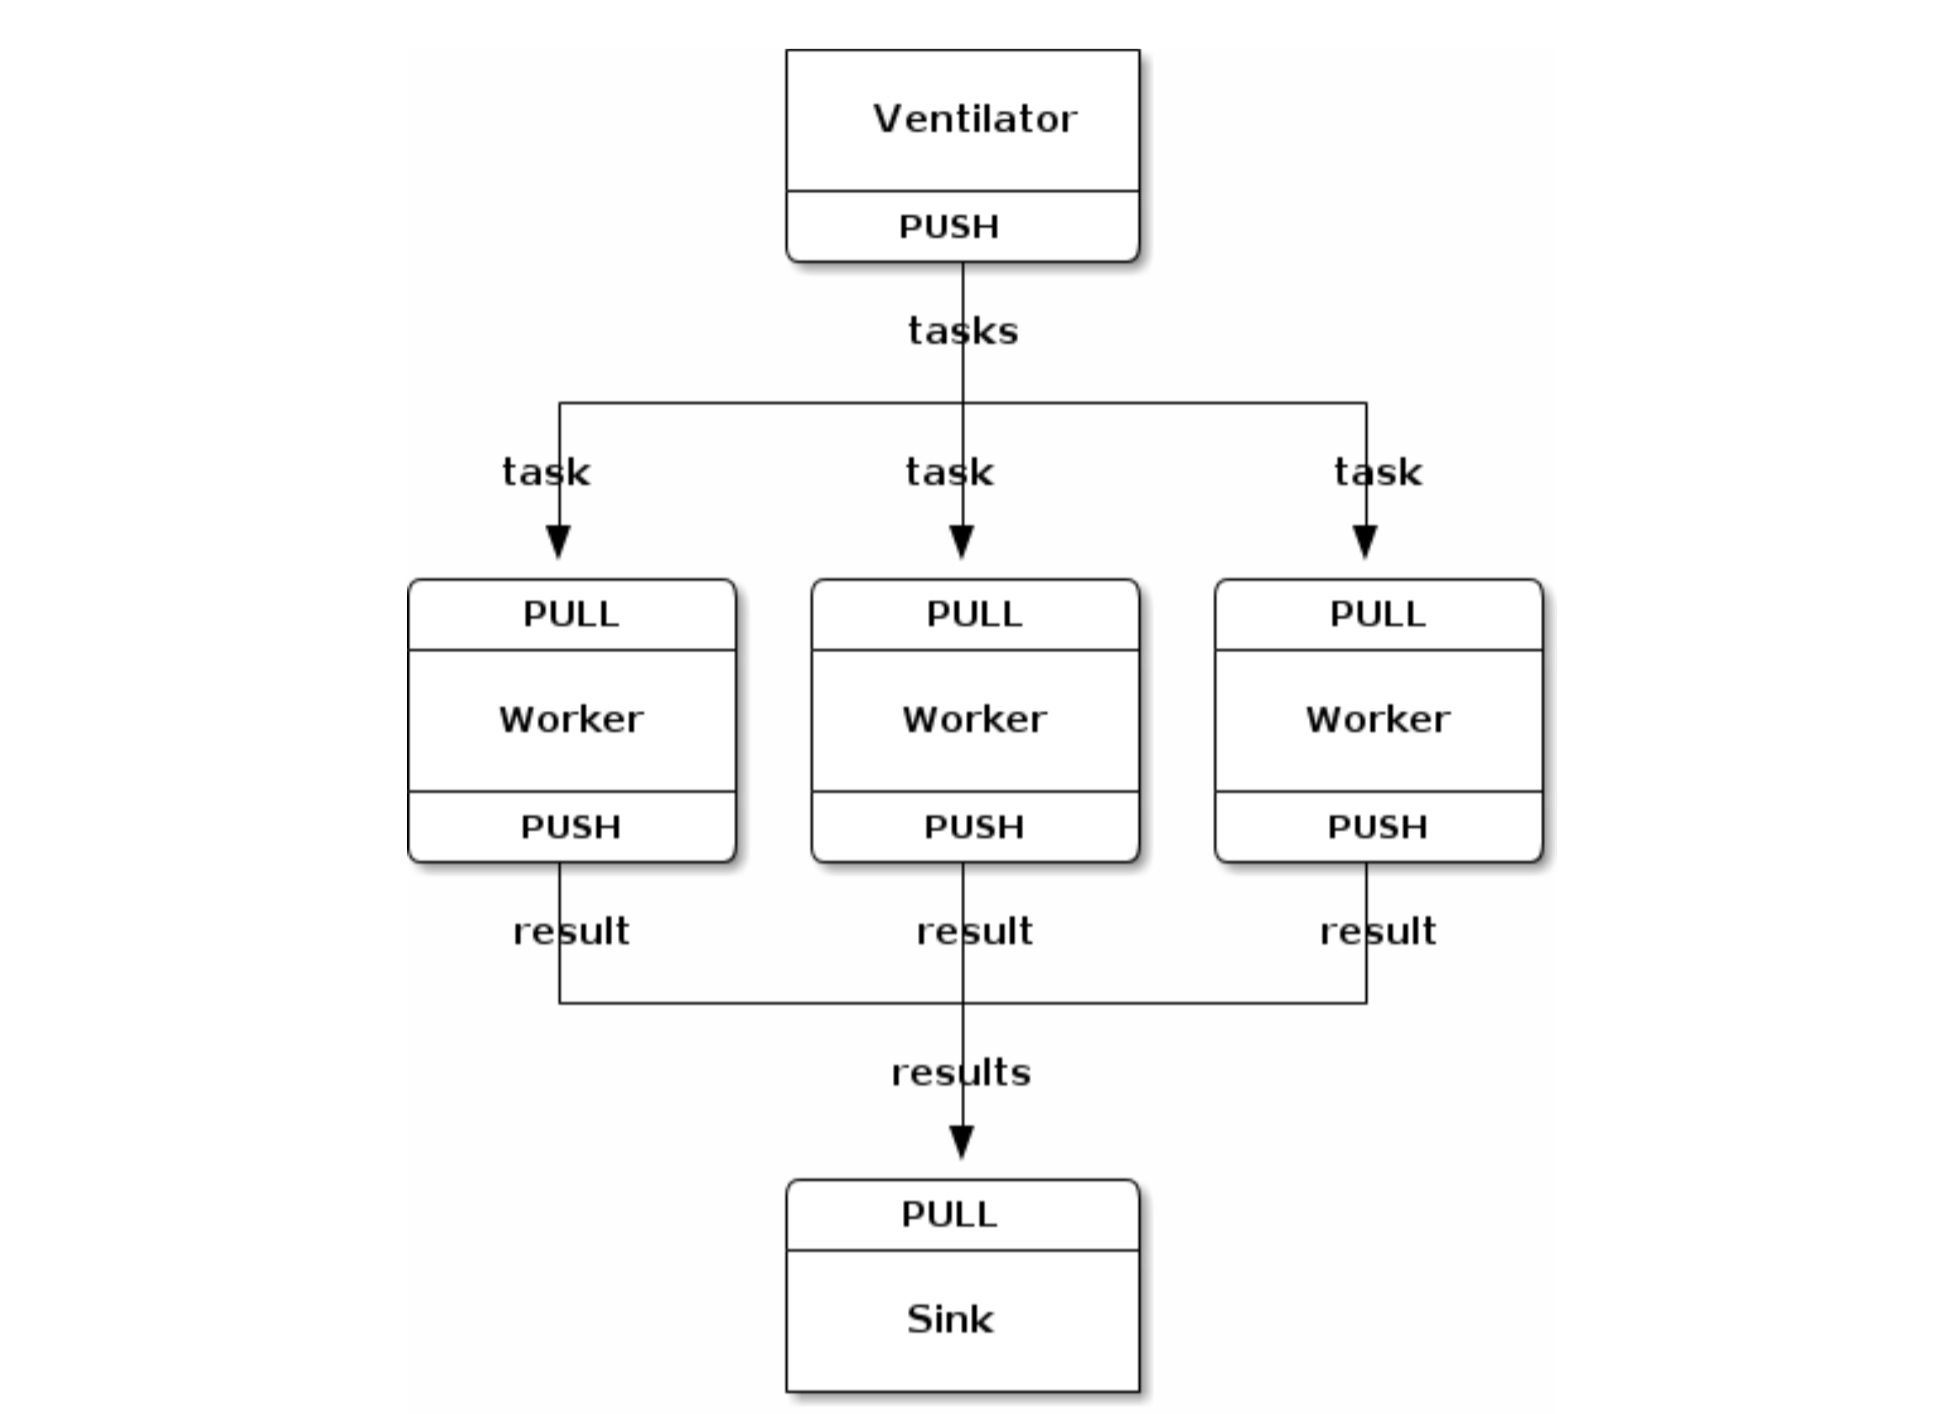 Ventilator
PUSH
tasks
task task task
PULL PULL PULL
Worker Worker Worker
PUSH PUSH PUSH
result result result
results
PULL
Sink